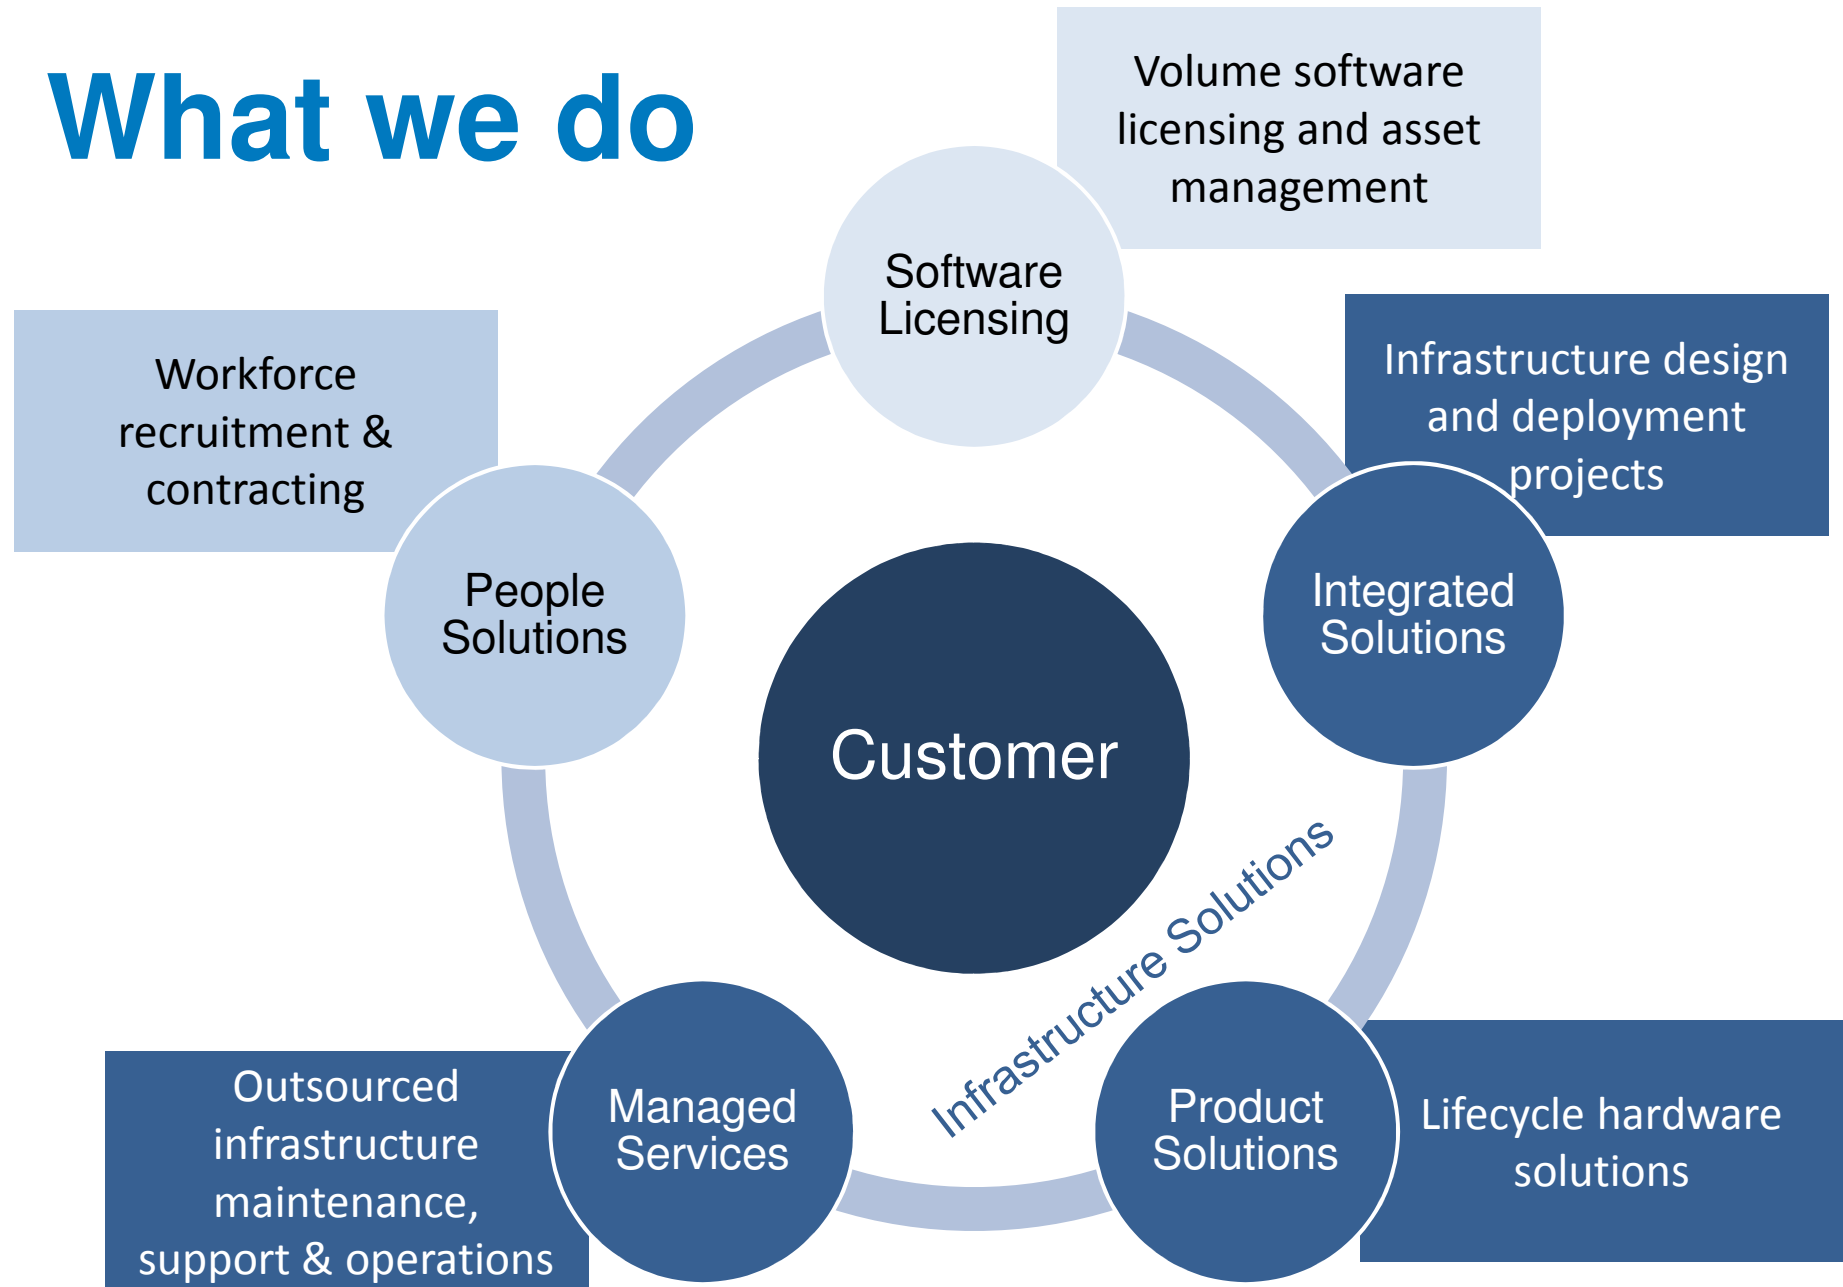 What we do
Volume software
licensing and asset
management
Software
Licensing
Workforce
recruitment &
contracting
Infrastructure design
and deployment
projects
People
Solutions
Integrated
Solutions
Customer
Infrastructure Solutions
Outsourced
infrastructure
maintenance,
support & operations
Managed
Services
Product
Solutions
Lifecycle hardware
solutions